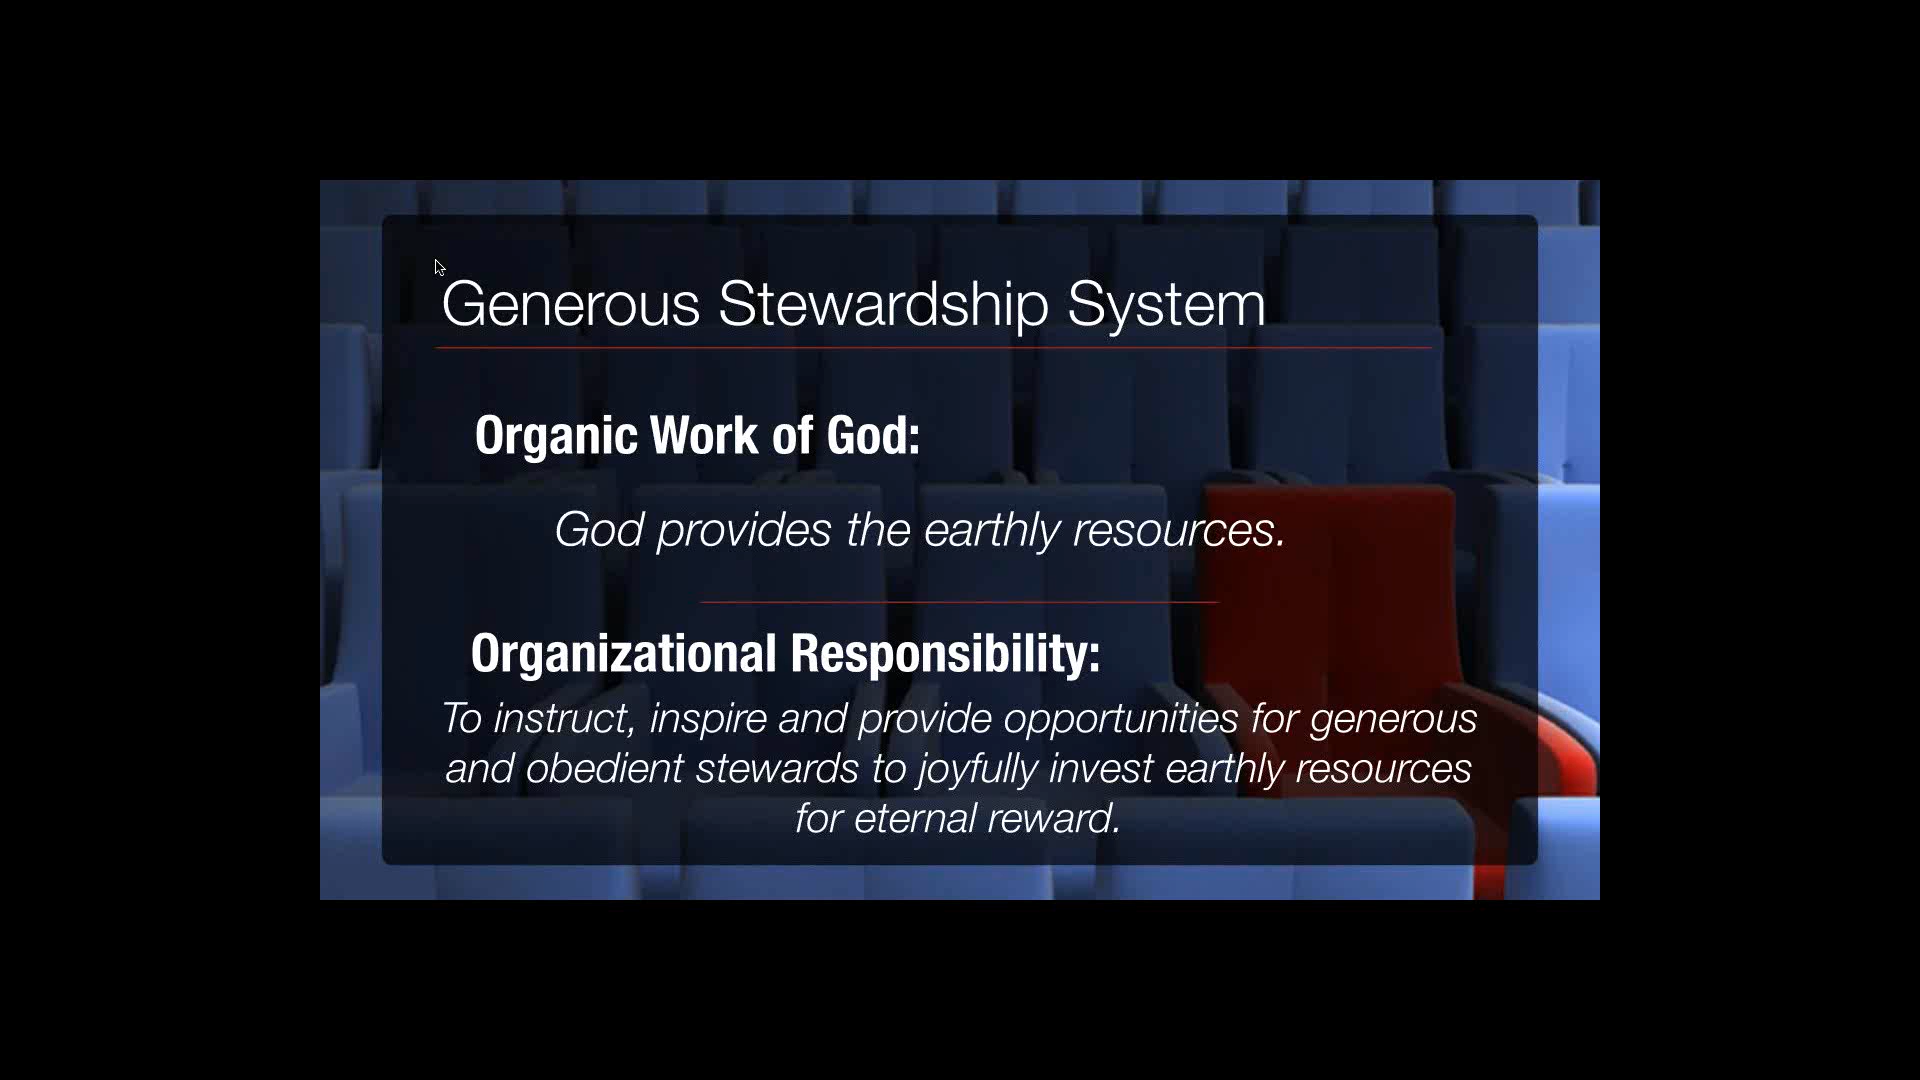 Generous Stewardship System
Organic Work of God:
God provides the earthly resources.
Organizational Responsibility:
To instruct, inspire and provide opportunities for generous
and obedient stewards to joyfully invest earthly resources
for eternal reward.